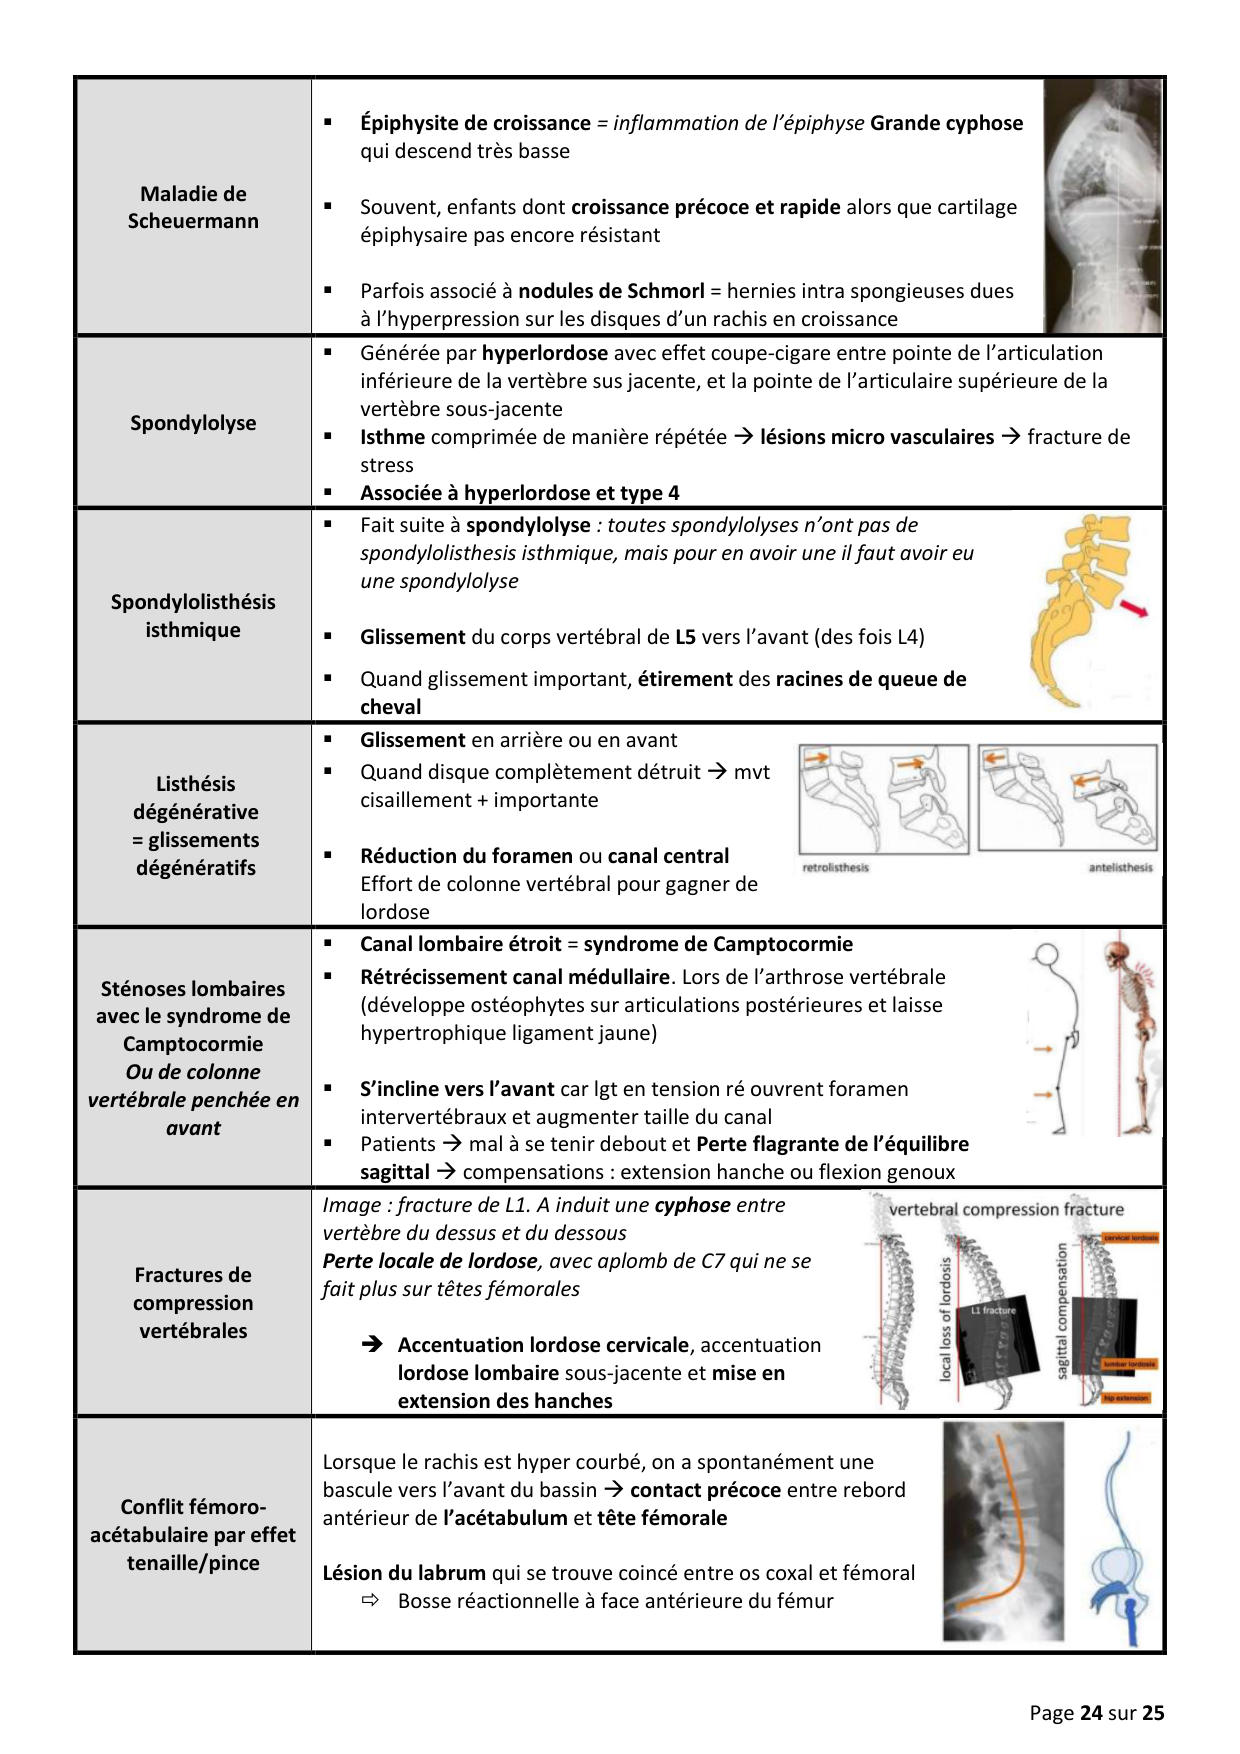 Maladie de
Scheuermann
▪ Épiphysite de croissance = inflammation de l'épiphyse Grande cyphose
qui descend très basse
▪ Souvent, enfants dont croissance précoce et rapide alors que cartilage
épiphysaire pas encore résistant
▪ Parfois associé à nodules de Schmorl = hernies intra spongieuses dues
à l'hyperpression sur les disques d'un rachis en croissance
Spondylolyse
▪ Générée par hyperlordose avec effet coupe-cigare entre pointe de l'articulation
inférieure de la vertèbre sus jacente, et la pointe de l'articulaire supérieure de la
vertèbre sous-jacente
▪ Isthme comprimée de manière répétée → lésions micro vasculaires → fracture de
stress
▪ Associée à hyperlordose et type 4
Spondylolisthésis
isthmique
▪ Fait suite à spondylolyse : toutes spondylolyses n'ont pas de
spondylolisthesis isthmique, mais pour en avoir une il faut avoir eu
une spondylolyse
▪ Glissement du corps vertébral de L5 vers l'avant (des fois L4)
▪ Quand glissement important, étirement des racines de queue de
cheval
Listhésis
dégénérative
= glissements
dégénératifs
▪ Glissement en arrière ou en avant
▪ Quand disque complètement détruit → mvt
cisaillement + importante
▪ Réduction du foramen ou canal central
Effort de colonne vertébral pour gagner de
lordose
retrolisthesis
antelisthesis
Sténoses lombaires
avec le syndrome de
Camptocormie
Ou de colonne
vertébrale penchée en
avant
▪ Canal lombaire étroit = syndrome de Camptocormie
▪ Rétrécissement canal médullaire. Lors de l'arthrose vertébrale
(développe ostéophytes sur articulations postérieures et laisse
hypertrophique ligament jaune)
▪ S'incline vers l'avant car lgt en tension ré ouvrent foramen
intervertébraux et augmenter taille du canal
▪ Patients → mal à se tenir debout et Perte flagrante de l'équilibre
sagittal → compensations : extension hanche ou flexion genoux
Fractures de
compression
vertébrales
Image : fracture de L1. A induit une cyphose entre
vertèbre du dessus et du dessous
Perte locale de lordose, avec aplomb de C7 qui ne se
fait plus sur têtes fémorales
➔ Accentuation lordose cervicale, accentuation
lordose lombaire sous-jacente et mise en
extension des hanches
vertebral compression fracture
local loss of lordosis
L1 fracture
sagittal compensation
cervical lordosis
lumbar lordosis
hip extension
Conflit fémoro-
acétabulaire par effet
tenaille/pince
Lorsque le rachis est hyper courbé, on a spontanément une
bascule vers l'avant du bassin → contact précoce entre rebord
antérieur de l'acétabulum et tête fémorale
Lésion du labrum qui se trouve coincé entre os coxal et fémoral
⇨ Bosse réactionnelle à face antérieure du fémur
Page 24 sur 25